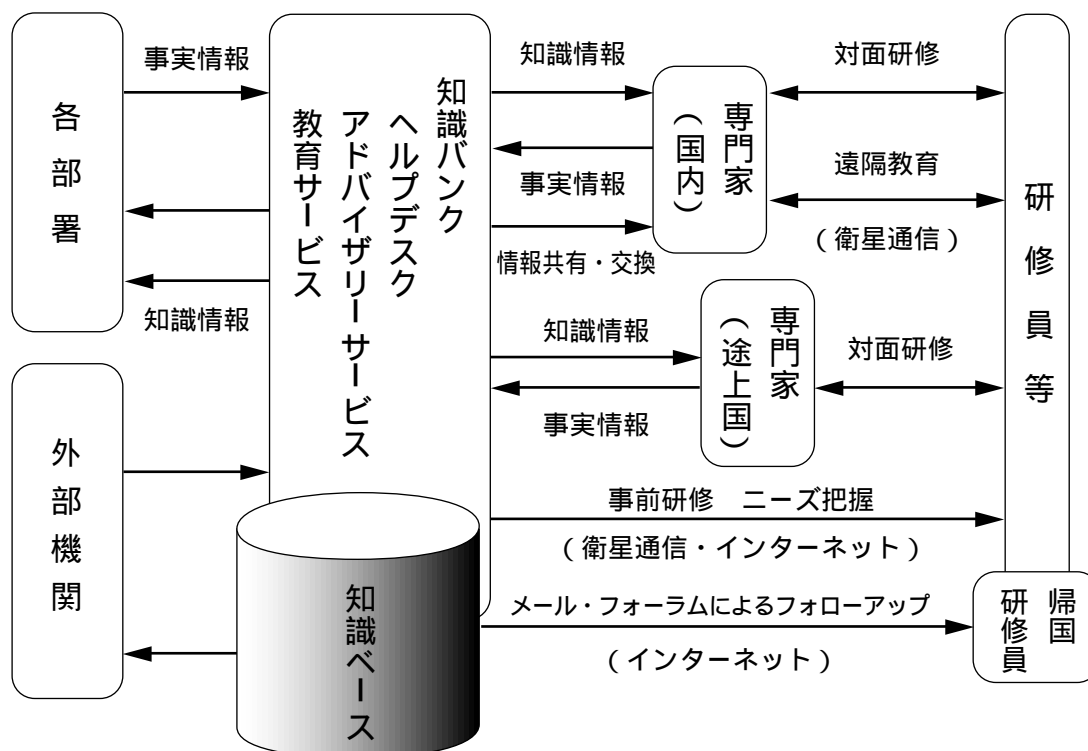 各部署
事実情報
知識情報
外部機関
知識バンク
ヘルプデスク
アドバイザリーサービス
教育サービス
知識ベース
知識情報
事実情報
情報共有・交換
専門家
（国内）
対面研修
遠隔教育
（衛星通信）
知識情報
事実情報
専門家
（途上国）
対面研修
事前研修　ニーズ把握
（衛星通信・インターネット）
メール・フォーラムによるフォローアップ
（インターネット）
研修員等
帰国
研修員